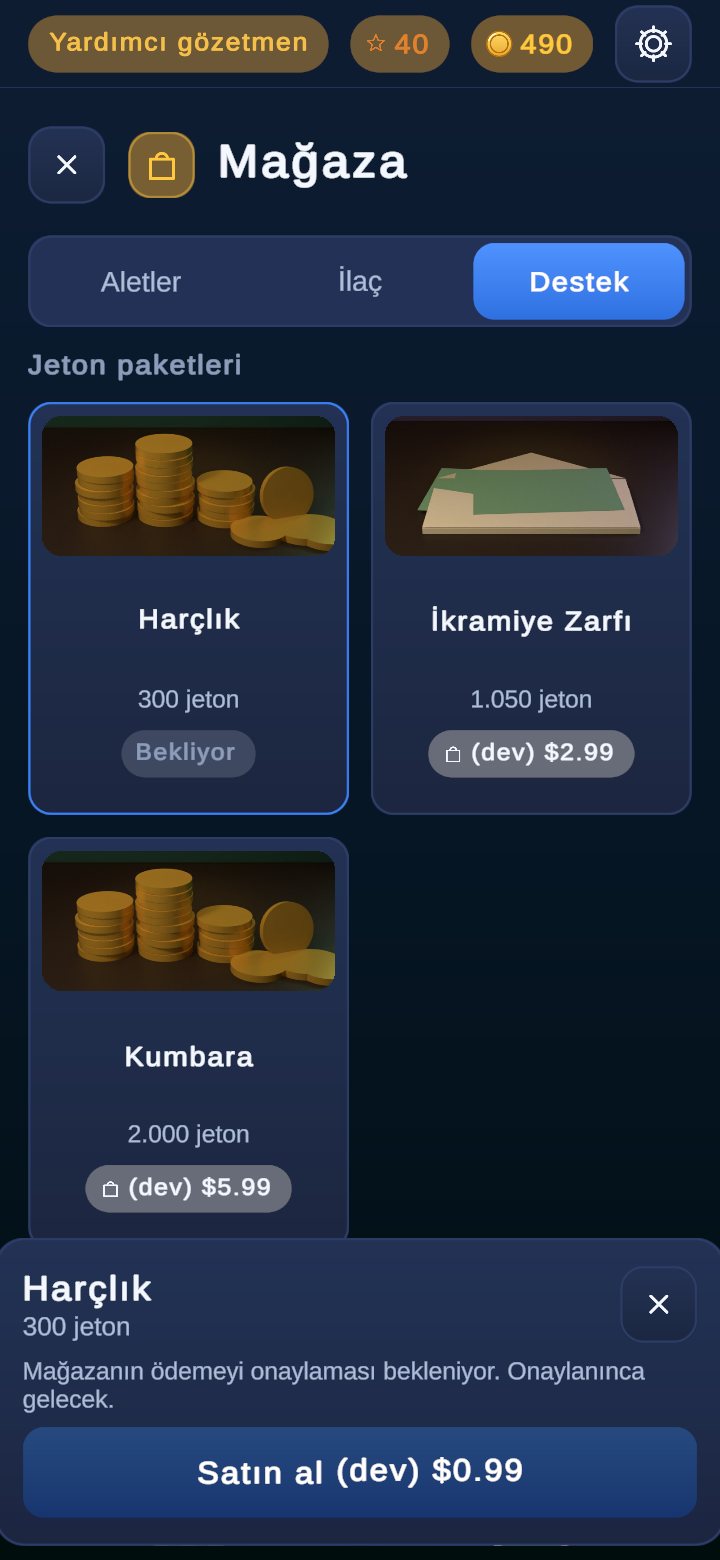 Yardımcı gözetmen
40
490
Mağaza
Aletler
İlaç
Destek
Jeton paketleri
Harçlık
300 jeton
Bekliyor
İkramiye Zarfı
1.050 jeton
(dev) $2.99
Kumbara
2.000 jeton
(dev) $5.99
Harçlık
300 jeton
Mağazanın ödemeyi onaylaması bekleniyor. Onaylanınca
gelecek.
Satın al (dev) $0.99